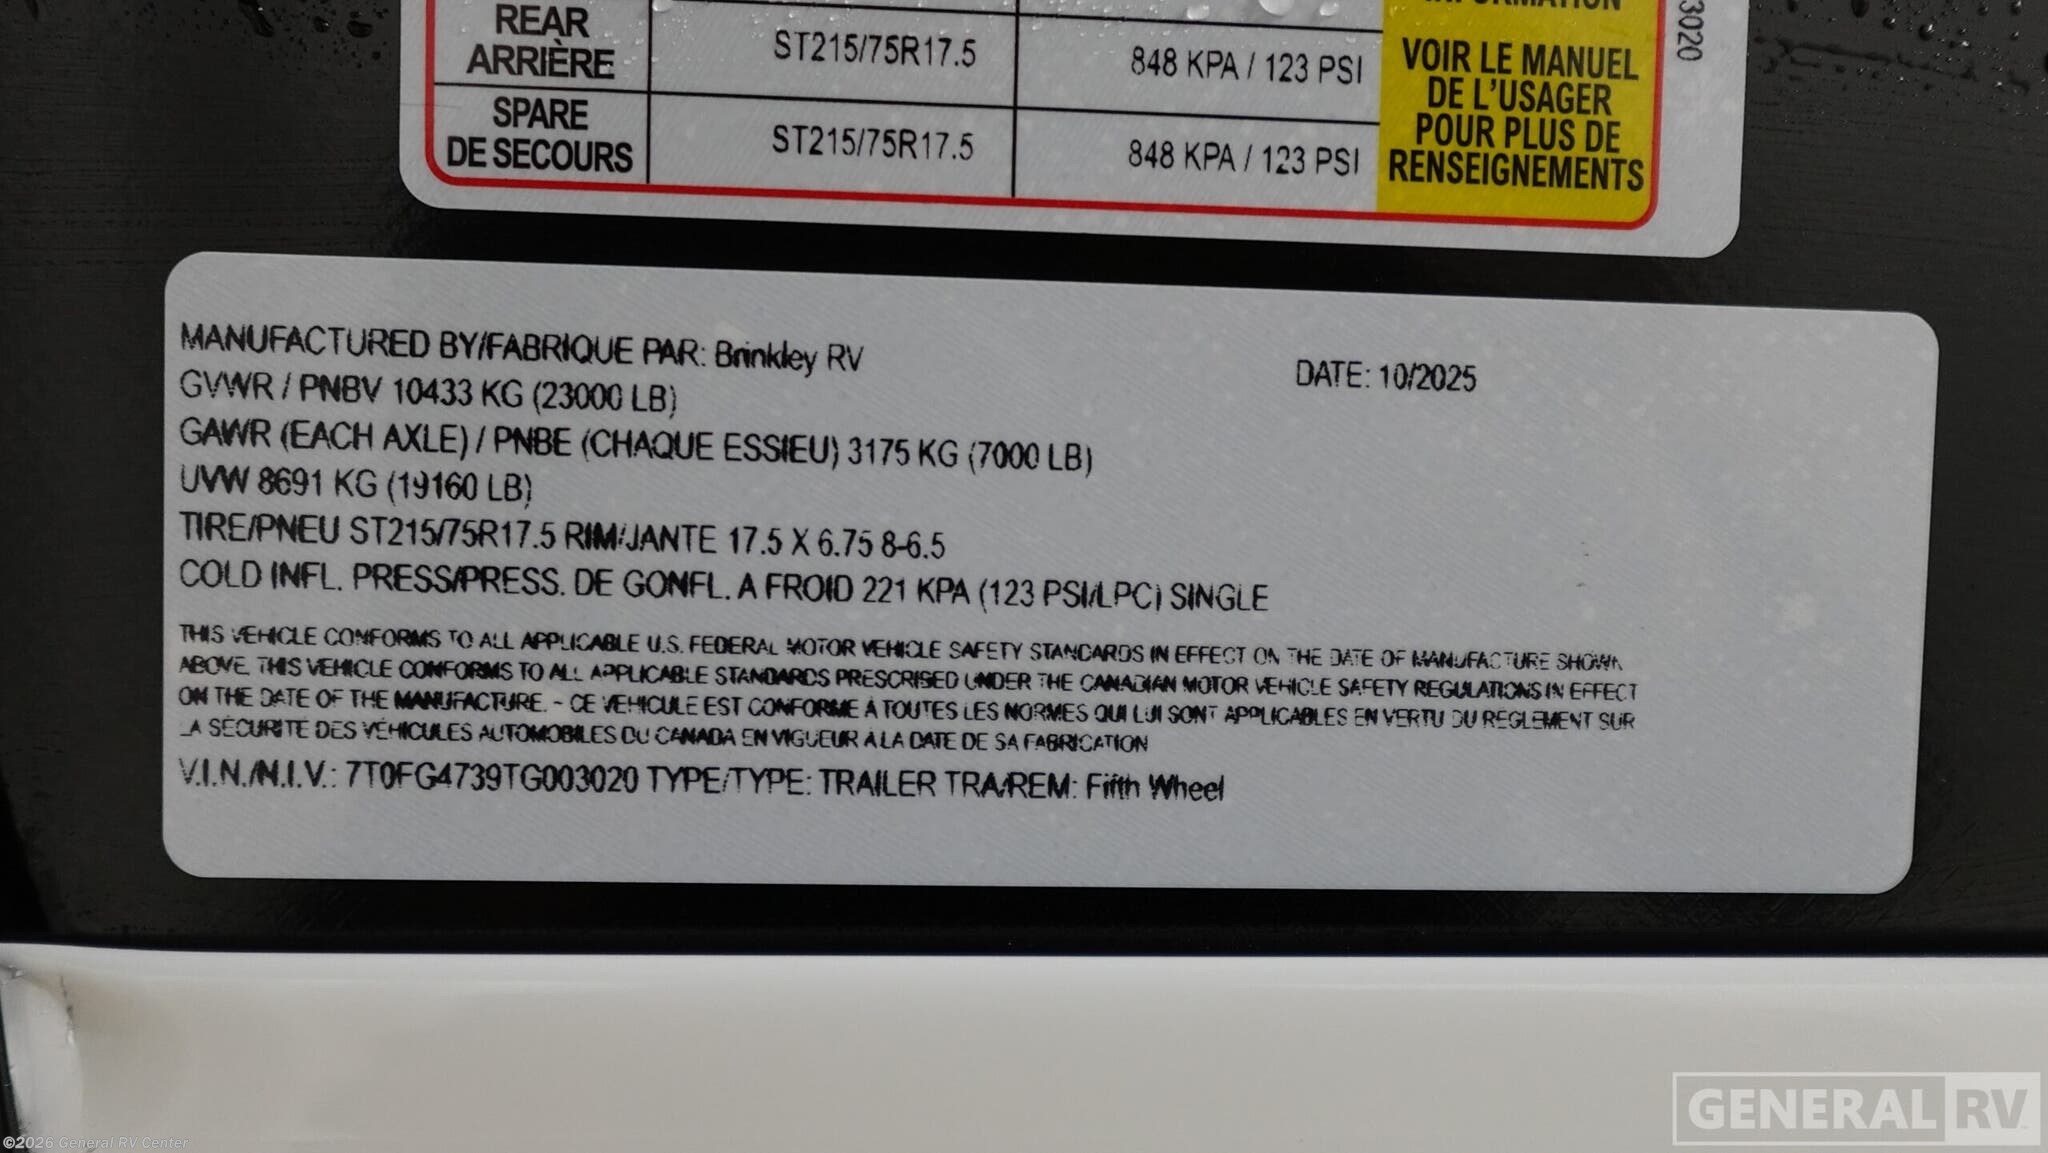 INFORMATION
REAR
ARRIÈRE
ST215/75R17.5
848 KPA / 123 PSI
VOIR LE MANUEL
DE L'USAGER
POUR PLUS DE
RENSEIGNEMENTS
SPARE
DE SECOURS
ST215/75R17.5
848 KPA / 123 PSI
3020
MANUFACTURED BY/FABRIQUE PAR: Brinkley RV
DATE: 10/2025
GVWR / PNBV 10433 KG (23000 LB)
GAWR (EACH AXLE) / PNBE (CHAQUE ESSIEU) 3175 KG (7000 LB)
UVW 8691 KG (19160 LB)
TIRE/PNEU ST215/75R17.5 RIM/JANTE 17.5 X 6.75 8-6.5
COLD INFL. PRESS/PRESS. DE GONFL. A FROID 221 KPA (123 PSI/LPC) SINGLE
THIS VEHICLE CONFORMS TO ALL APPLICABLE U.S. FEDERAL MOTOR VEHICLE SAFETY STANDARDS IN EFFECT ON THE DATE OF MANUFACTURE SHOWN
ABOVE. THIS VEHICLE CONFORMS TO ALL APPLICABLE STANDARDS PRESCRISED UNDER THE CANADIAN MOTOR VEHICLE SAFETY REGULATIONS IN EFFECT
ON THE DATE OF THE MANUFACTURE. - CE VEHICULE EST CONFORME À TOUTES LES NORMES QUI LUI SONT APPLICABLES EN VERTU DU REGLEMENT SUR
LA SÉCURITÉ DES VÉHICULES AUTOMOBILES DU CANADA EN VIGUEUR À LA DATE DE SA FABRICATION
V.I.N./N.I.V.: 7T0FG4739TG003020 TYPE/TYPE: TRAILER TRA/REM: Fifth Wheel
GENERAL RV
©2026 General RV Center